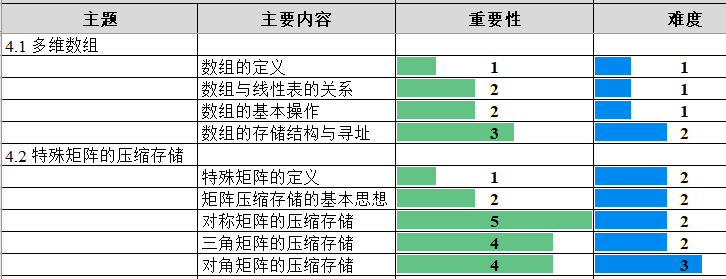 主题 主要内容 重要性 难度
4.1 多维数组
数组的定义 1 1
数组与线性表的关系 2 1
数组的基本操作 2 1
数组的存储结构与寻址 3 2
4.2 特殊矩阵的压缩存储
特殊矩阵的定义 1 2
矩阵压缩存储的基本思想 2 2
对称矩阵的压缩存储 5 2
三角矩阵的压缩存储 4 2
对角矩阵的压缩存储 4 3